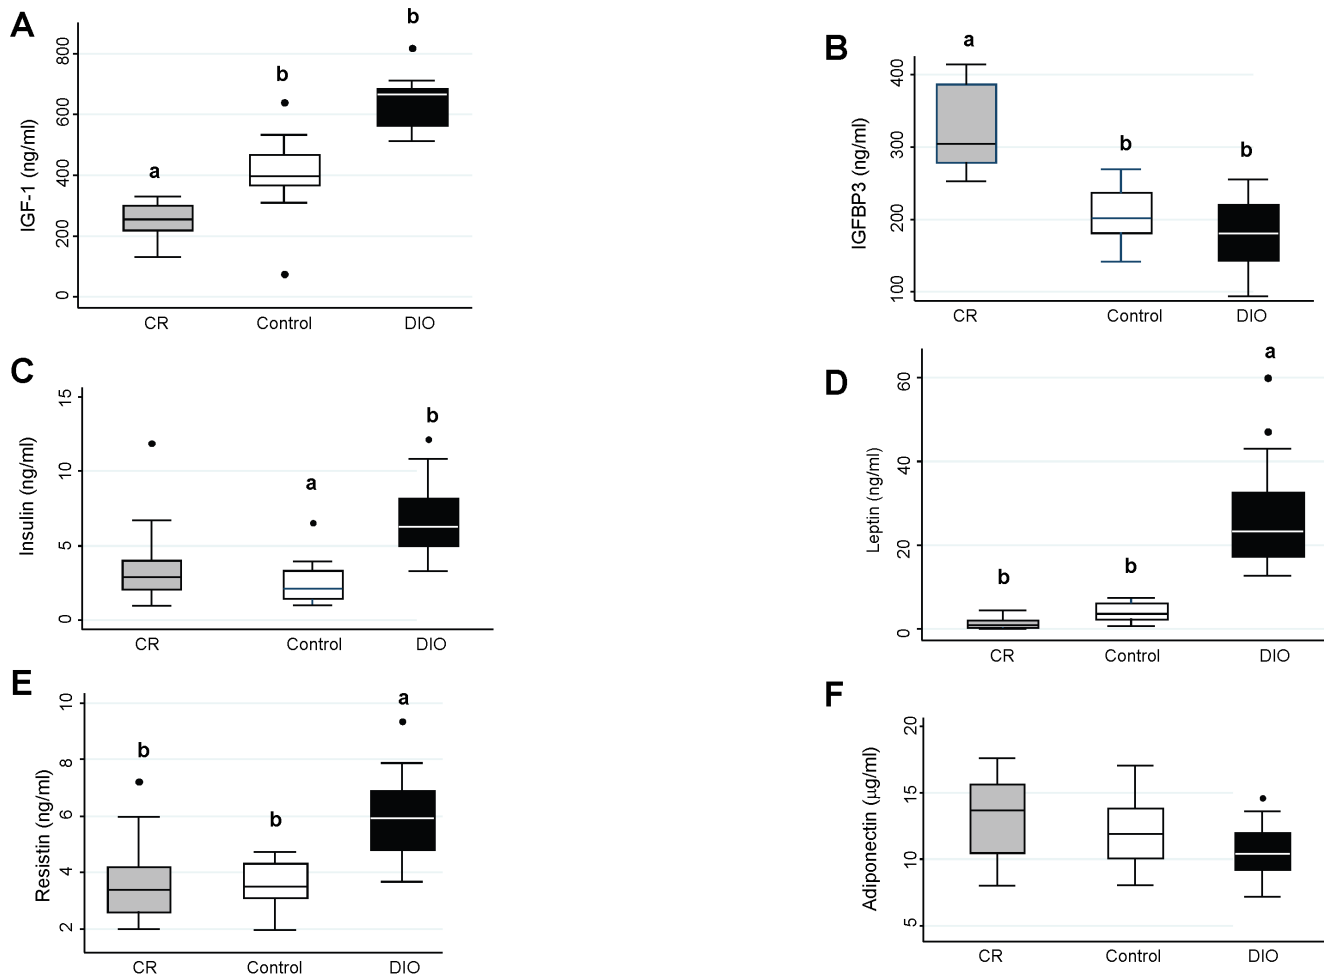 A
IGF-1 (ng/ml)
800
600
400
200
0
a
b
b
CR Control DIO
B
IGFBP3 (ng/ml)
400
300
200
100
a
b
b
CR Control DIO
C
Insulin (ng/ml)
15
10
5
0
a
b
CR Control DIO
D
Leptin (ng/ml)
60
40
20
0
b
b
a
CR Control DIO
E
Resistin (ng/ml)
10
8
6
4
2
b
b
a
CR Control DIO
F
Adiponectin (μg/ml)
20
15
10
5
CR Control DIO